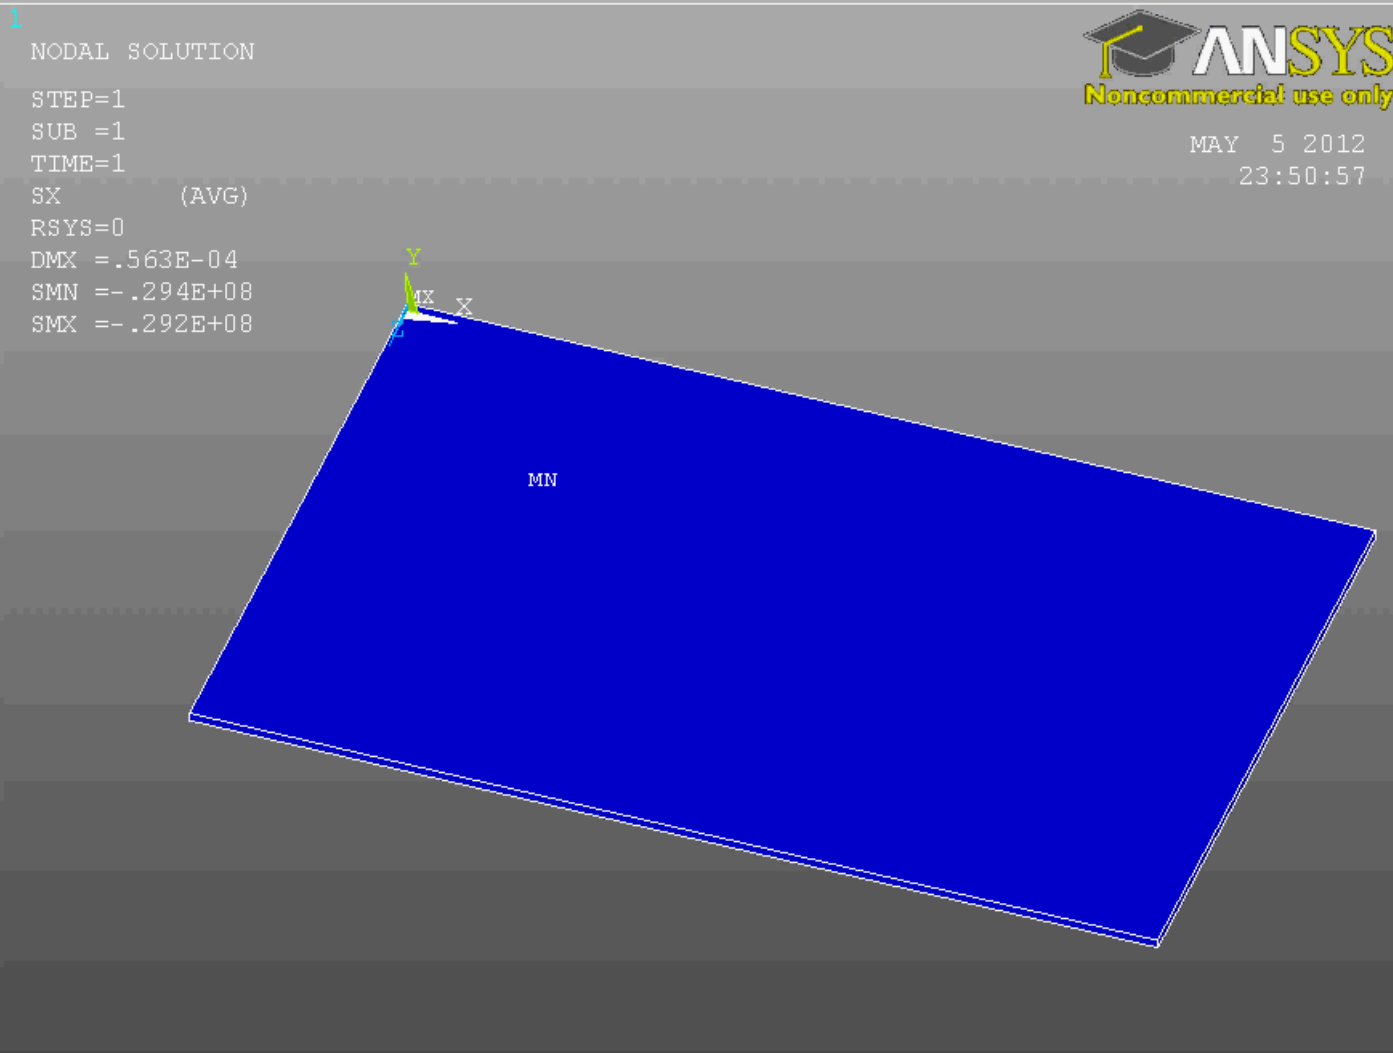 1
NODAL SOLUTION
STEP=1
SUB =1
TIME=1
SX (AVG)
RSYS=0
DMX =.563E-04
SMN =-.294E+08
SMX =-.292E+08
ANSYS
Noncommercial use only
MAY 5 2012
23:50:57
Y
MX X
Z
MN